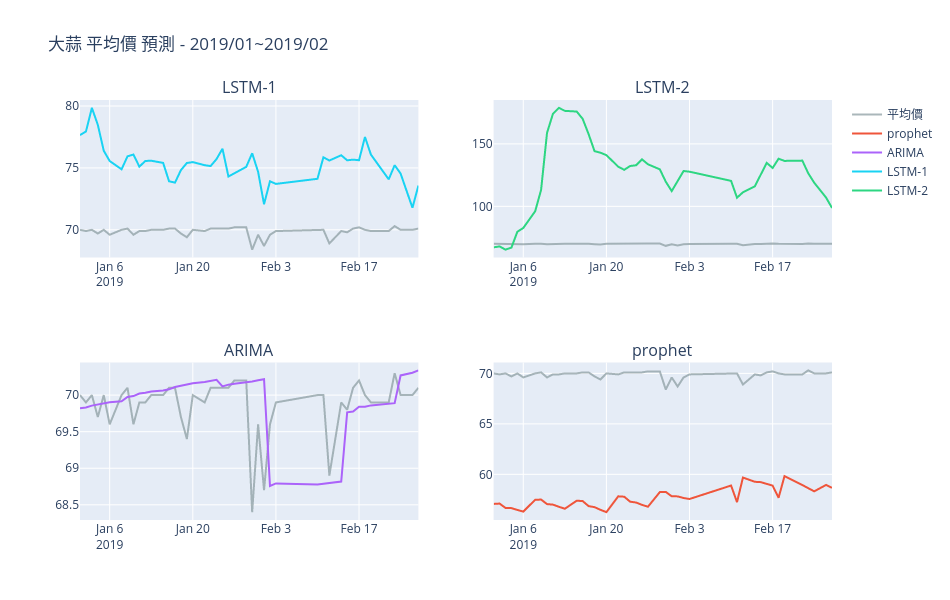 大蒜 平均價 預測 - 2019/01~2019/02
LSTM-1
80
75
70
Jan 6
2019
Jan 20
Feb 3
Feb 17
LSTM-2
150
100
Jan 6
2019
Jan 20
Feb 3
Feb 17
平均價
prophet
ARIMA
LSTM-1
LSTM-2
ARIMA
70
69.5
69
68.5
Jan 6
2019
Jan 20
Feb 3
Feb 17
prophet
70
65
60
Jan 6
2019
Jan 20
Feb 3
Feb 17